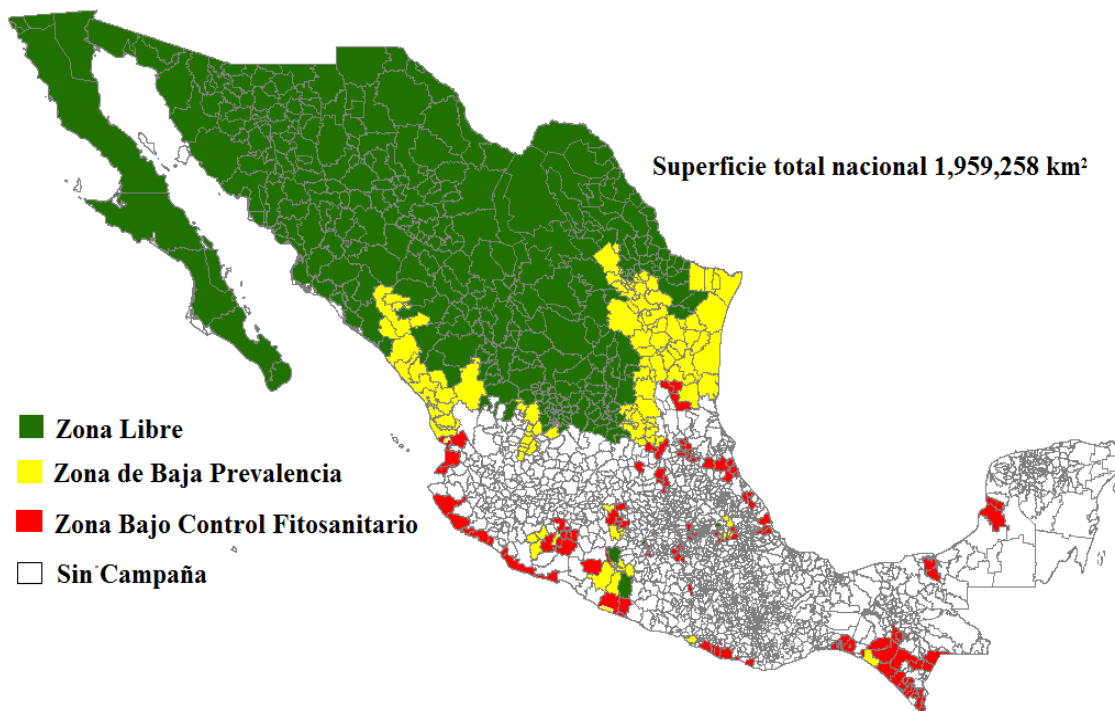 Superficie total nacional 1,959,258 km²
Zona Libre
Zona de Baja Prevalencia
Zona Bajo Control Fitosanitario
Sin Campaña